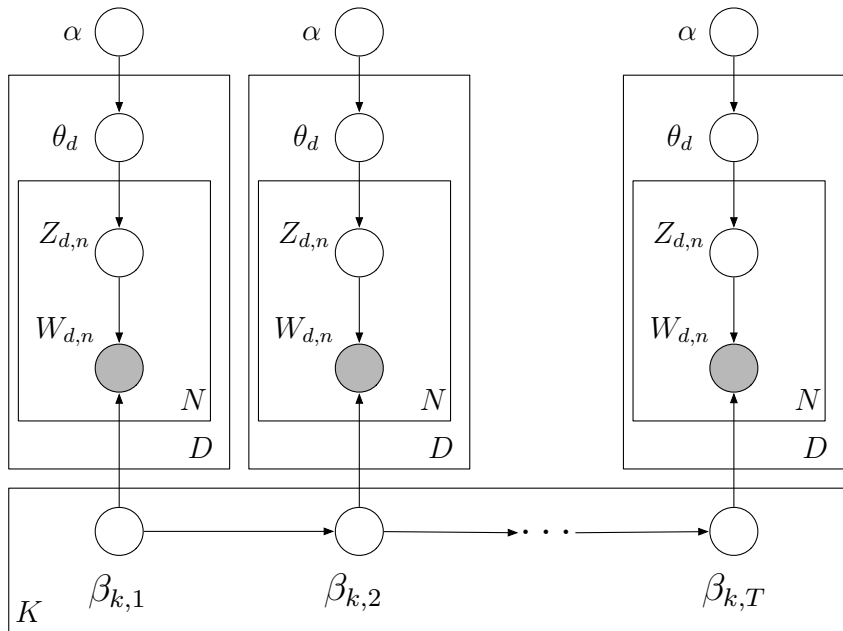 α α α
θ_d θ_d θ_d
Z_{d,n} Z_{d,n} Z_{d,n}
W_{d,n} W_{d,n} W_{d,n}
N N N
D D D
· · ·
β_{k,1} β_{k,2} β_{k,T}
K